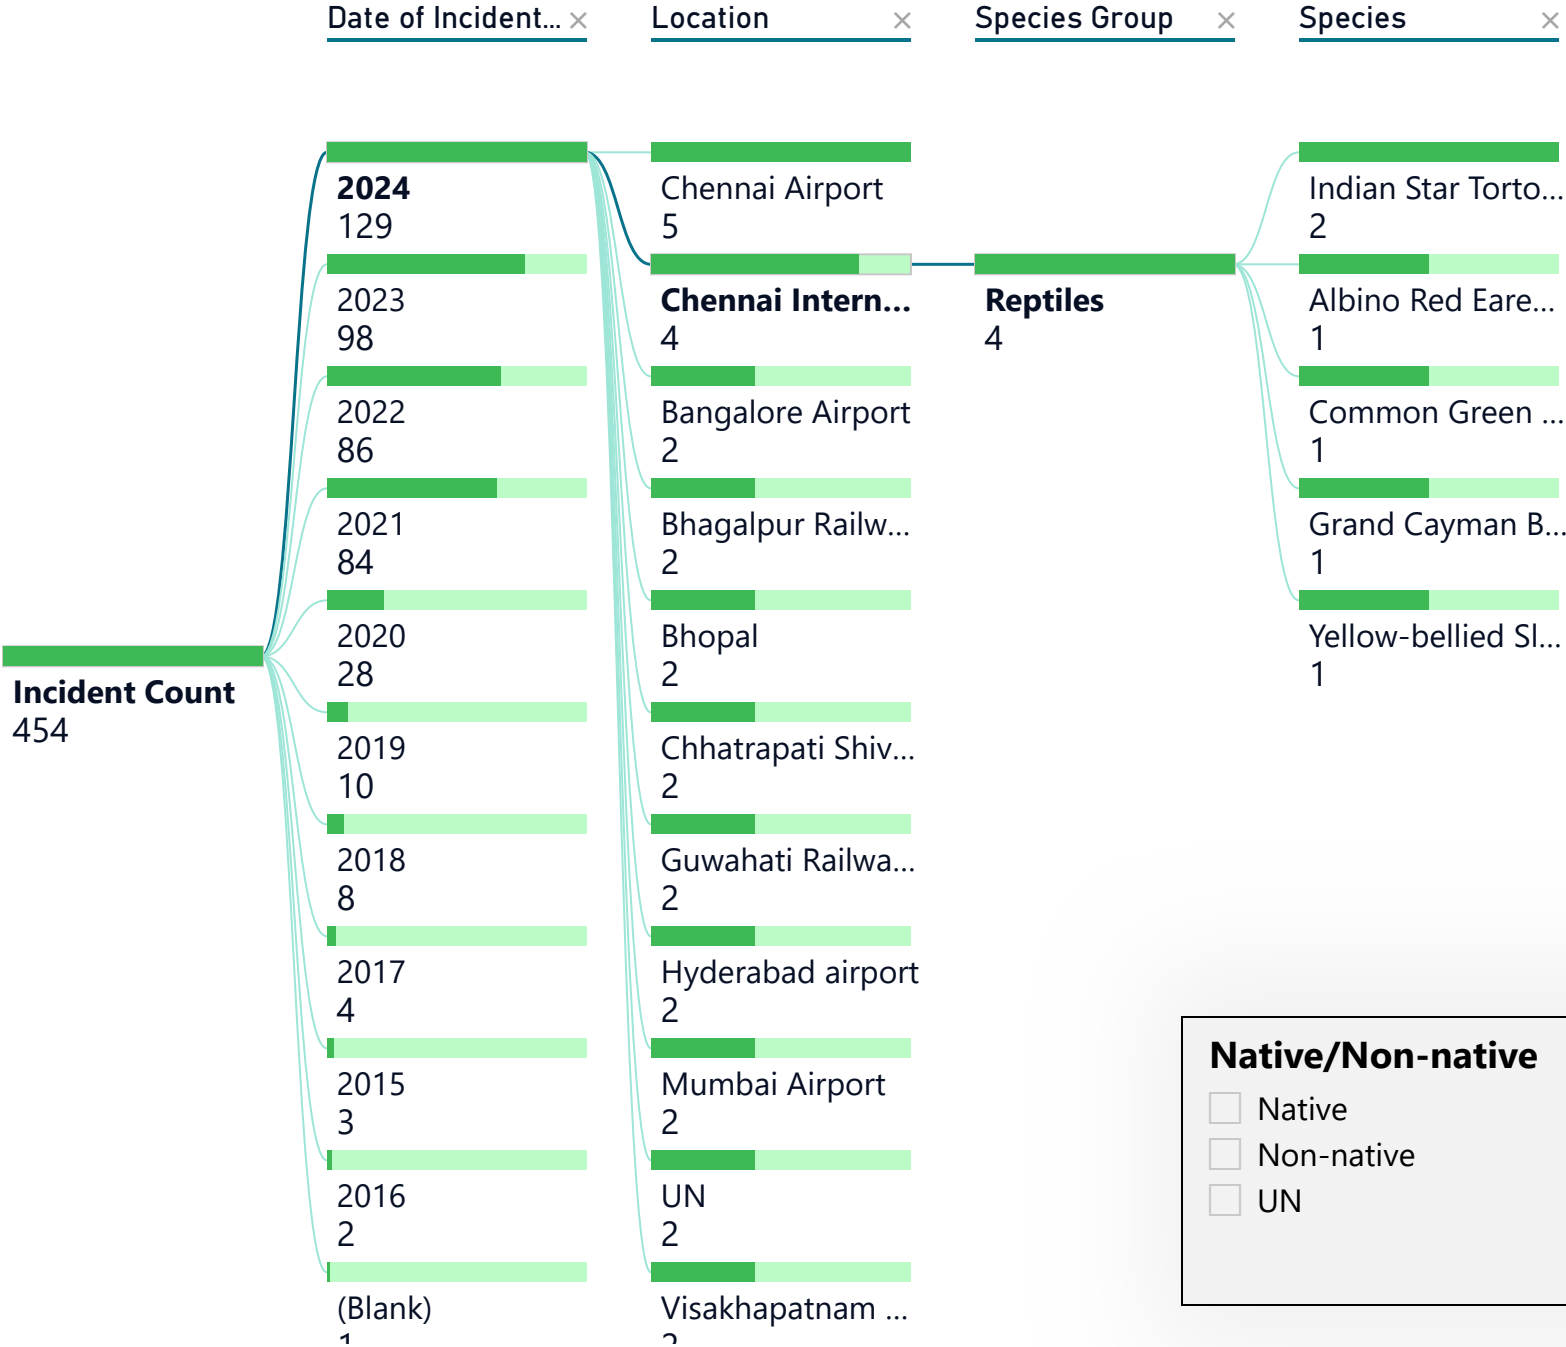 Date of Incident...
Location
Species Group
Species
Incident Count
454
2024
129
2023
98
2022
86
2021
84
2020
28
2019
10
2018
8
2017
4
2015
3
2016
2
(Blank)
1
Chennai Airport
5
Chennai Intern...
4
Bangalore Airport
2
Bhagalpur Railw...
2
Bhopal
2
Chhatrapati Shiv...
2
Guwahati Railwa...
2
Hyderabad airport
2
Mumbai Airport
2
UN
2
Visakhapatnam ...
2
Reptiles
4
Indian Star Torto...
2
Albino Red Eare...
1
Common Green ...
1
Grand Cayman B...
1
Yellow-bellied Sl...
1
Native/Non-native
Native
Non-native
UN